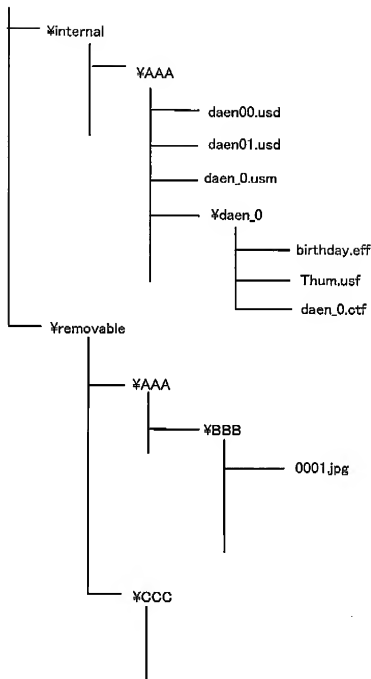 ¥internal
¥AAA
daen00.usd
daen01.usd
daen_0.usm
¥daen_0
birthday.eff
Thum.usf
daen_0.ctf
¥removable
¥AAA
¥BBB
0001.jpg
¥CCC